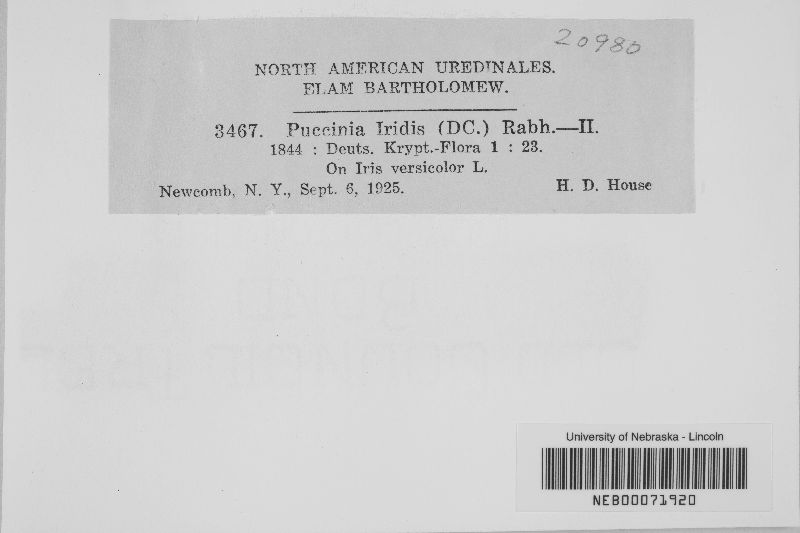 20980
NORTH AMERICAN UREDINALES.
ELAM BARTHOLOMEW.
3467. Puccinia Iridis (DC.) Rabh.—II.
1844 : Deuts. Krypt.-Flora 1 : 23.
On Iris versicolor L.
Newcomb, N. Y., Sept. 6, 1925. H. D. House
University of Nebraska - Lincoln
NEB00071920